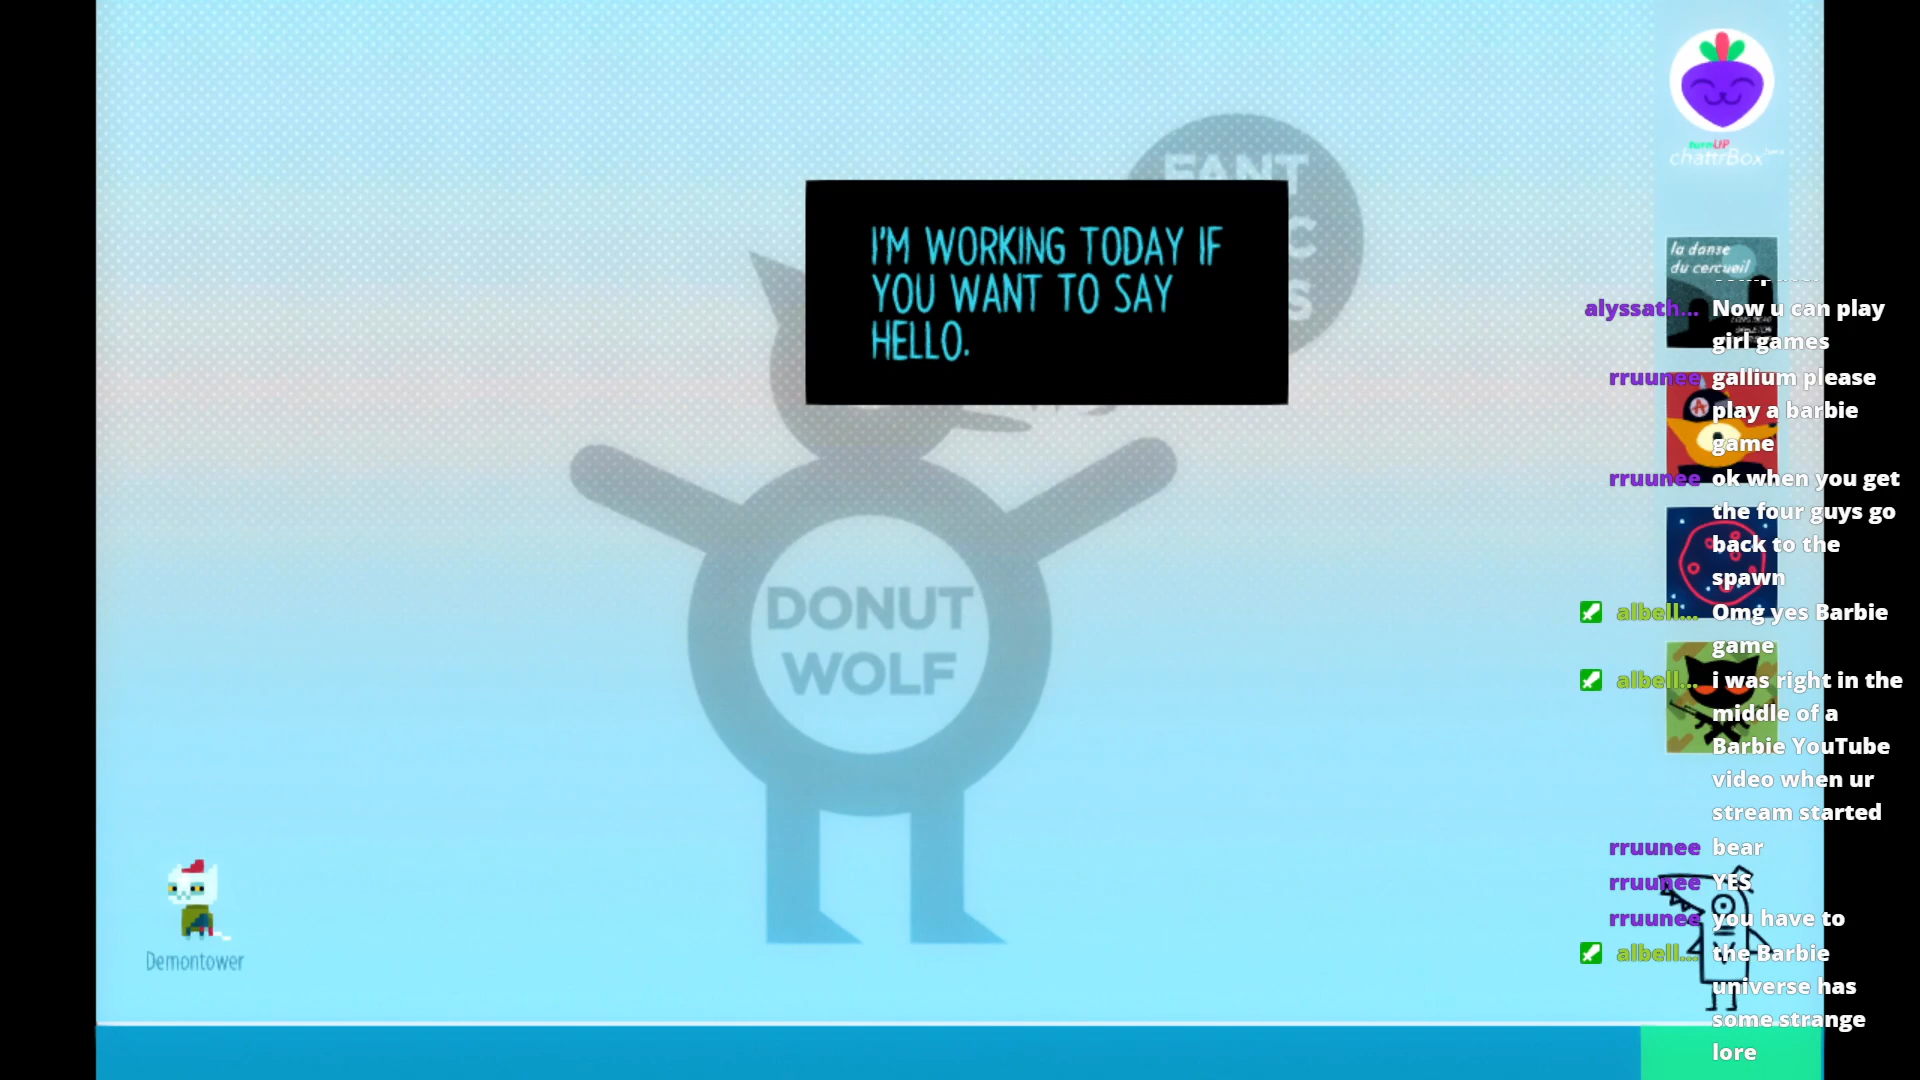 FANT
C
S
I'M WORKING TODAY IF
YOU WANT TO SAY
HELLO.
DONUT
WOLF
Demontower
turnUP
chattrBox
la danse
du cercueil
A
alyssath... Now u can play
girl games
rruunee gallium please
play a barbie
game
rruunee ok when you get
the four guys go
back to the
spawn
albell... Omg yes Barbie
game
albell... i was right in the
middle of a
Barbie YouTube
video when ur
stream started
rruunee bear
rruunee YES
rruunee you have to
albell... the Barbie
universe has
some strange
lore